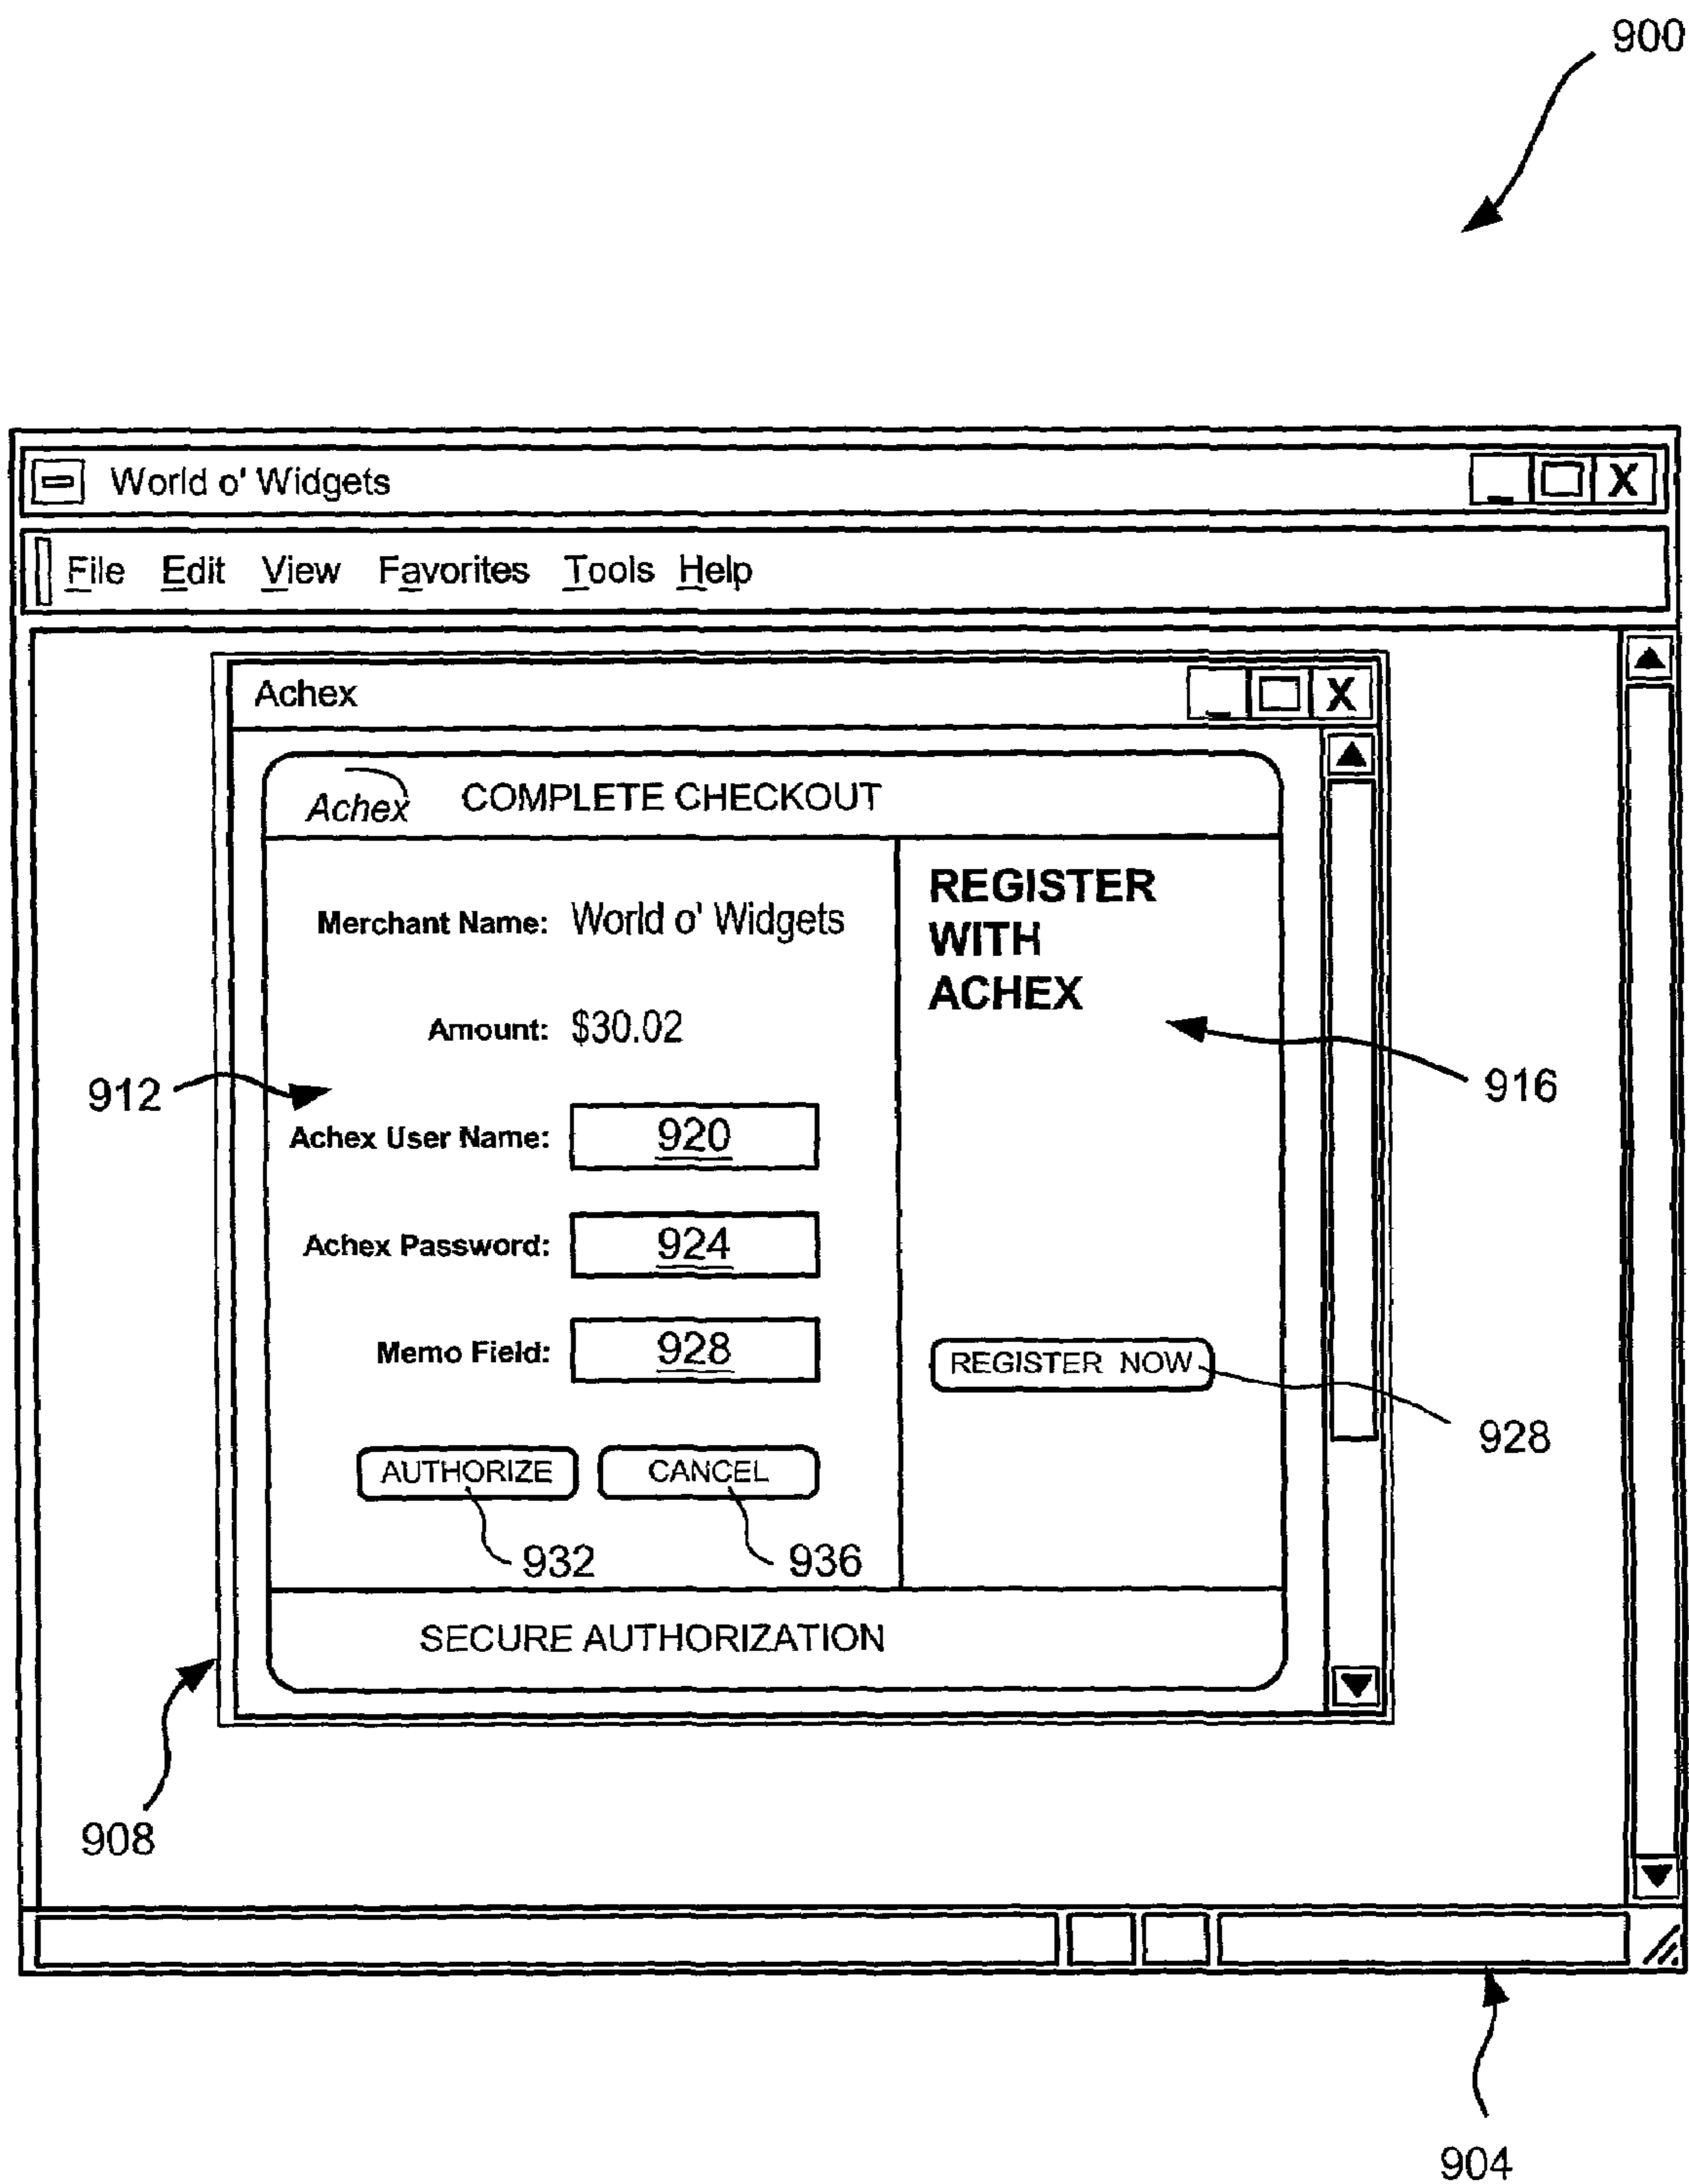 900
World o' Widgets
_ X
File Edit View Favorites Tools Help
Achex
_ X
Achex COMPLETE CHECKOUT
REGISTER
WITH
ACHEX
Merchant Name: World o' Widgets
Amount: $30.02
912
916
Achex User Name: 920
Achex Password: 924
Memo Field: 928
REGISTER NOW
928
AUTHORIZE CANCEL
932 936
SECURE AUTHORIZATION
908
904